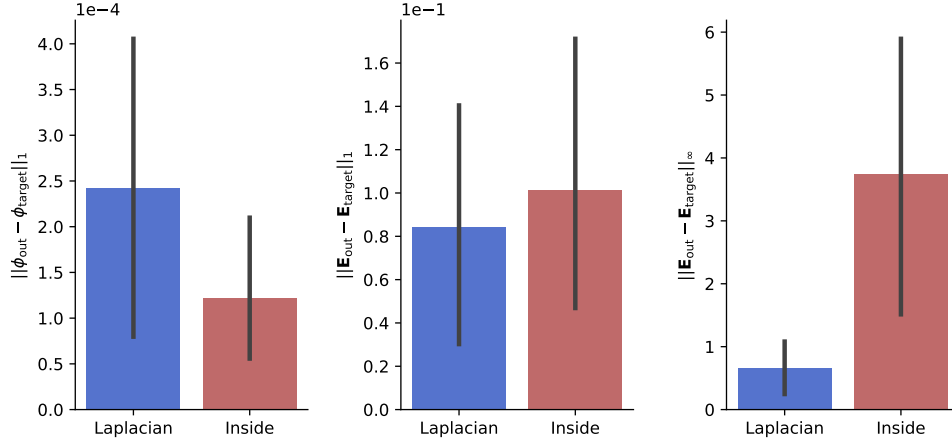 1e−4
4.0
3.5
3.0
2.5
2.0
1.5
1.0
0.5
0.0
||ϕout − ϕtarget||1
Laplacian
Inside
1e−1
1.6
1.4
1.2
1.0
0.8
0.6
0.4
0.2
0.0
||Eout − Etarget||1
Laplacian
Inside
6
5
4
3
2
1
0
||Eout − Etarget||∞
Laplacian
Inside